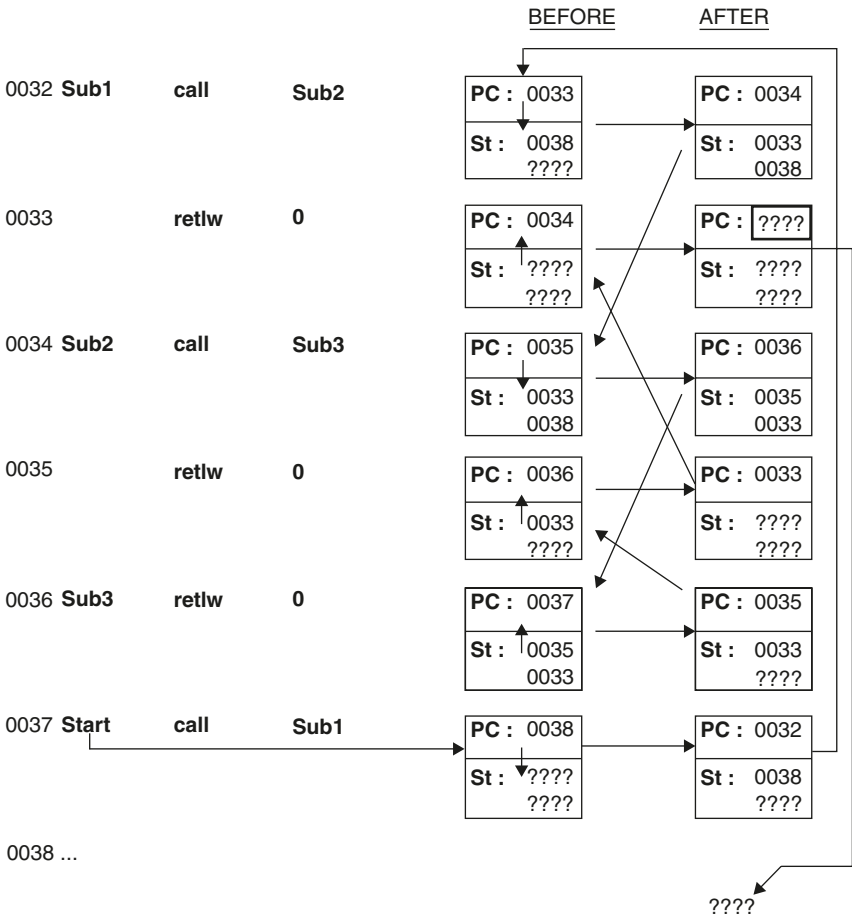 BEFORE AFTER
0032 Sub1 call Sub2 PC : 0033 PC : 0034
St : 0038 St : 0033
???? 0038
0033 retlw 0 PC : 0034 PC : ????
St : ???? St : ????
???? ????
0034 Sub2 call Sub3 PC : 0035 PC : 0036
St : 0033 St : 0035
0038 0033
0035 retlw 0 PC : 0036 PC : 0033
St : 0033 St : ????
???? ????
0036 Sub3 retlw 0 PC : 0037 PC : 0035
St : 0035 St : 0033
0033 ????
0037 Start call Sub1 PC : 0038 PC : 0032
St : ???? St : 0038
???? ????
0038 ...
????